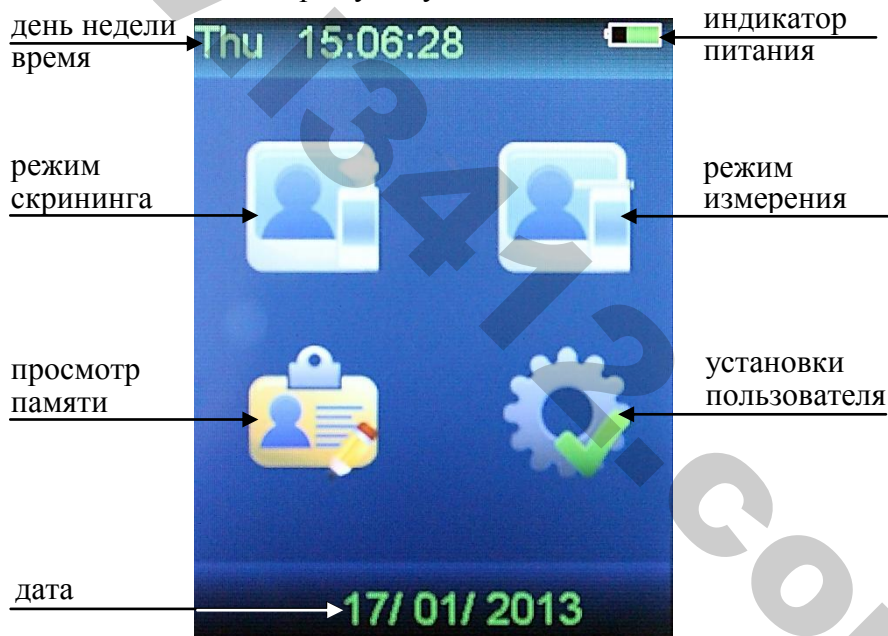 день недели
время
индикатор
питания
Thu 15:06:28
режим
скрининга
режим
измерения
просмотр
памяти
установки
пользователя
дата
17/ 01/ 2013